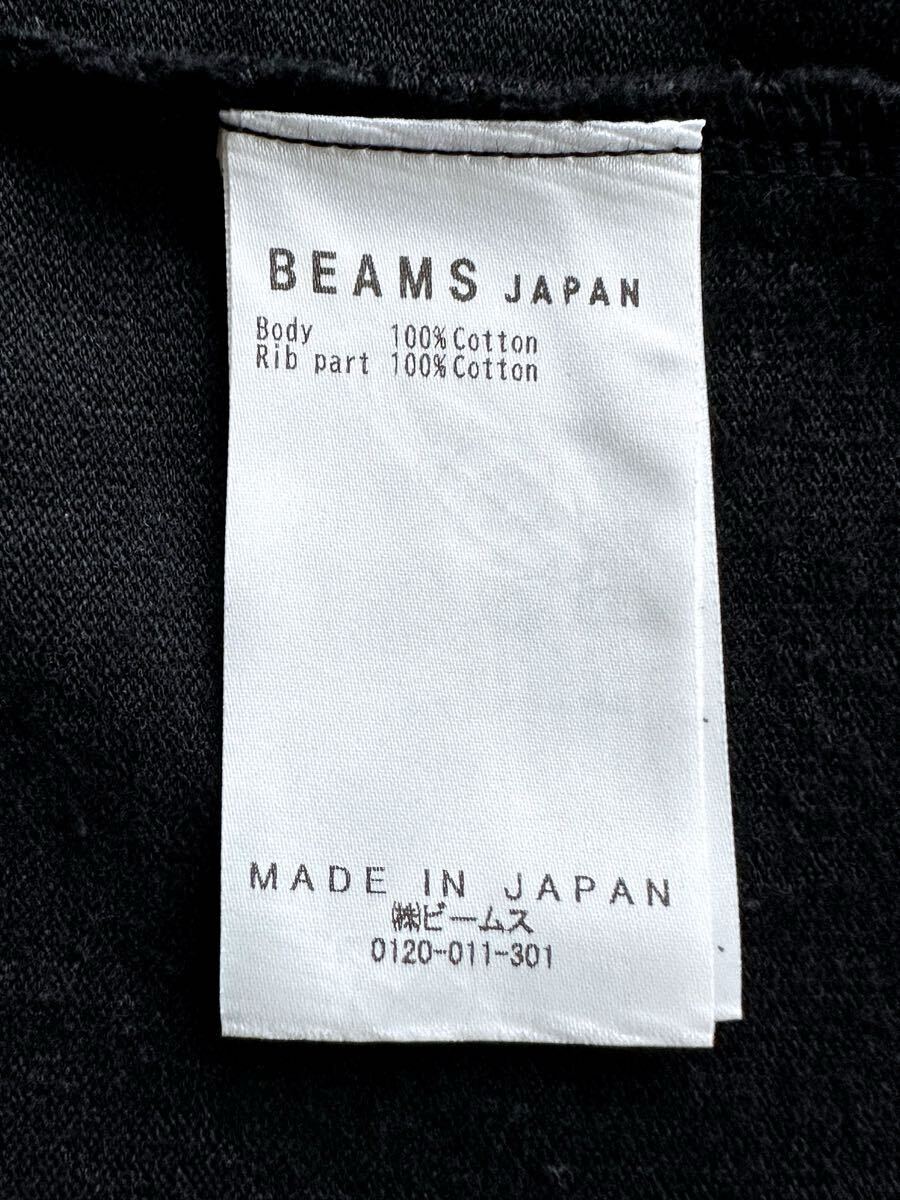 BEAMS JAPAN
Body 100% Cotton
Rib part 100% Cotton
MADE IN JAPAN
㈱ビームス
0120-011-301